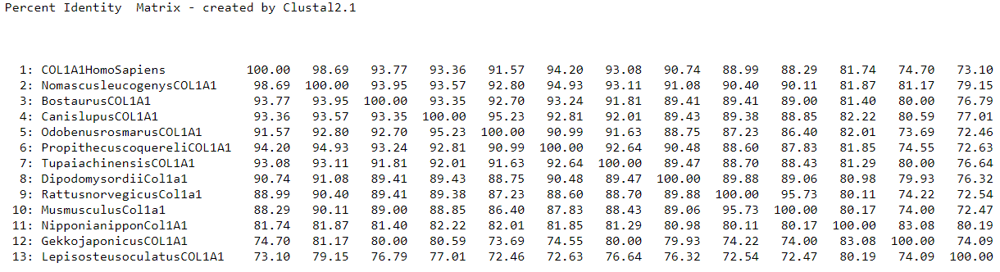 Percent Identity  Matrix - created by Clustal2.1
1: COL1A1HomoSapiens 100.00 98.69 93.77 93.36 91.57 94.20 93.08 90.74 88.99 88.29 81.74 74.70 73.10
2: NomascusleucogenysCOL1A1 98.69 100.00 93.95 93.57 92.80 94.93 93.11 91.08 90.40 90.11 81.87 81.17 79.15
3: BostaurusCOL1A1 93.77 93.95 100.00 93.35 92.70 93.24 91.81 89.41 89.41 89.00 81.40 80.00 76.79
4: CanislupusCOL1A1 93.36 93.57 93.35 100.00 95.23 92.81 92.01 89.43 89.38 88.85 82.22 80.59 77.01
5: OdobenusrosmarusCOL1A1 91.57 92.80 92.70 95.23 100.00 90.99 91.63 88.75 87.23 86.40 82.01 73.69 72.46
6: PropithecuscoquereliCOL1A1 94.20 94.93 93.24 92.81 90.99 100.00 92.64 90.48 88.60 87.83 81.85 74.55 72.63
7: TupaiachinensisCOL1A1 93.08 93.11 91.81 92.01 91.63 92.64 100.00 89.47 88.70 88.43 81.29 80.00 76.64
8: DipodomysordiiCol1a1 90.74 91.08 89.41 89.43 88.75 90.48 89.47 100.00 89.88 89.06 80.98 79.93 76.32
9: RattusnorvegicusCol1a1 88.99 90.40 89.41 89.38 87.23 88.60 88.70 89.88 100.00 95.73 80.11 74.22 72.54
10: MusmusculusCol1a1 88.29 90.11 89.00 88.85 86.40 87.83 88.43 89.06 95.73 100.00 80.17 74.00 72.47
11: NipponianipponCol1A1 81.74 81.87 81.40 82.22 82.01 81.85 81.29 80.98 80.11 80.17 100.00 83.08 80.19
12: GekkojaponicusCOL1A1 74.70 81.17 80.00 80.59 73.69 74.55 80.00 79.93 74.22 74.00 83.08 100.00 74.09
13: LepisosteusoculatusCOL1A1 73.10 79.15 76.79 77.01 72.46 72.63 76.64 76.32 72.54 72.47 80.19 74.09 100.00